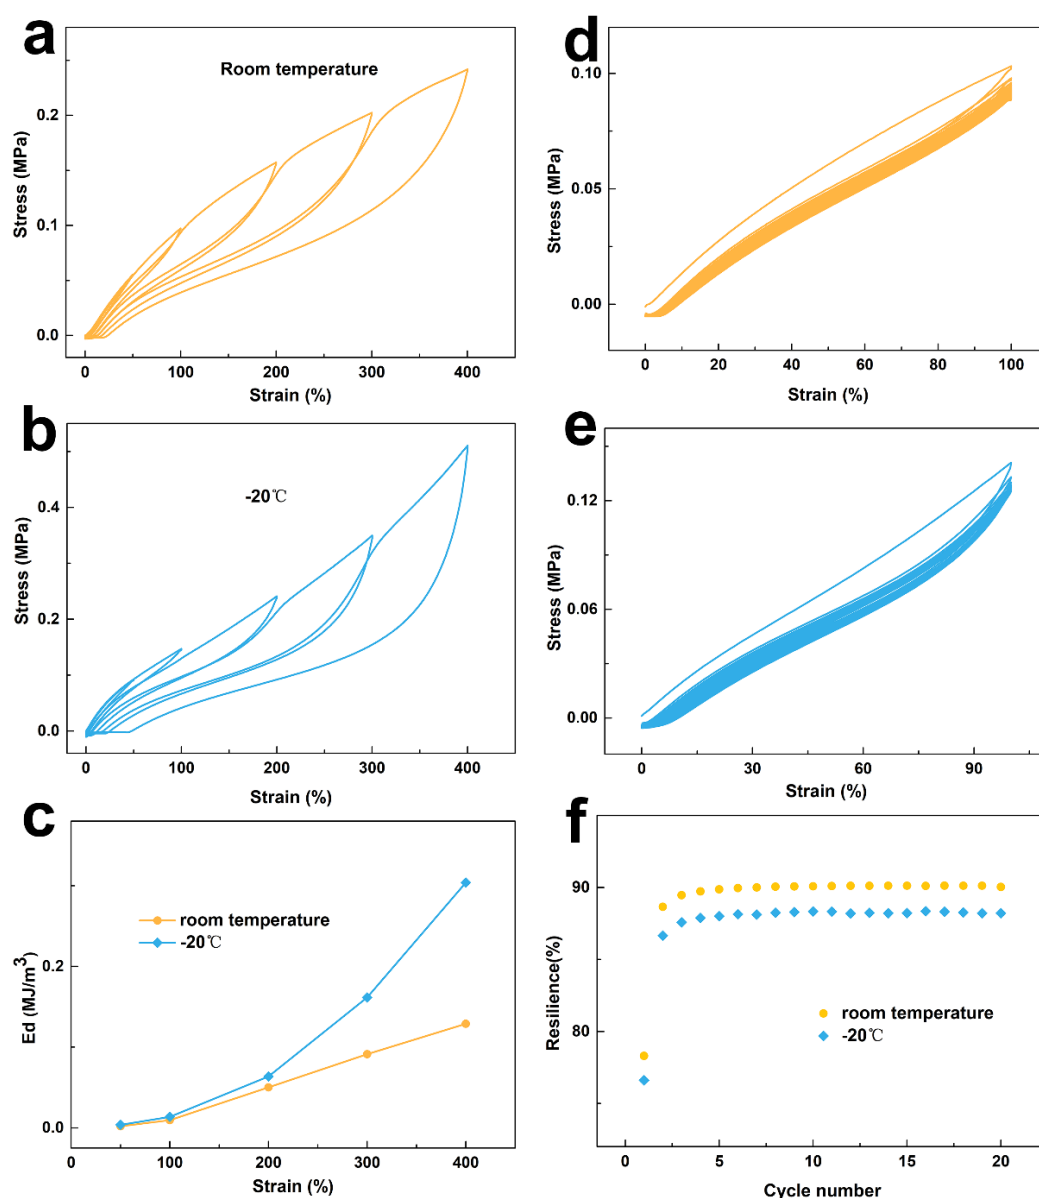 a
Room temperature
Stress (MPa)
0.2
0.1
0.0
0 100 200 300 400
Strain (%)
d
Stress (MPa)
0.10
0.05
0.00
0 20 40 60 80 100
Strain (%)
b
-20℃
Stress (MPa)
0.4
0.2
0.0
0 100 200 300 400
Strain (%)
e
Stress (MPa)
0.12
0.06
0.00
0 30 60 90
Strain (%)
c
room temperature
-20℃
Ed (MJ/m³)
0.2
0.0
0 100 200 300 400
Strain (%)
f
Resilience(%)
90
80
room temperature
-20℃
0 5 10 15 20
Cycle number